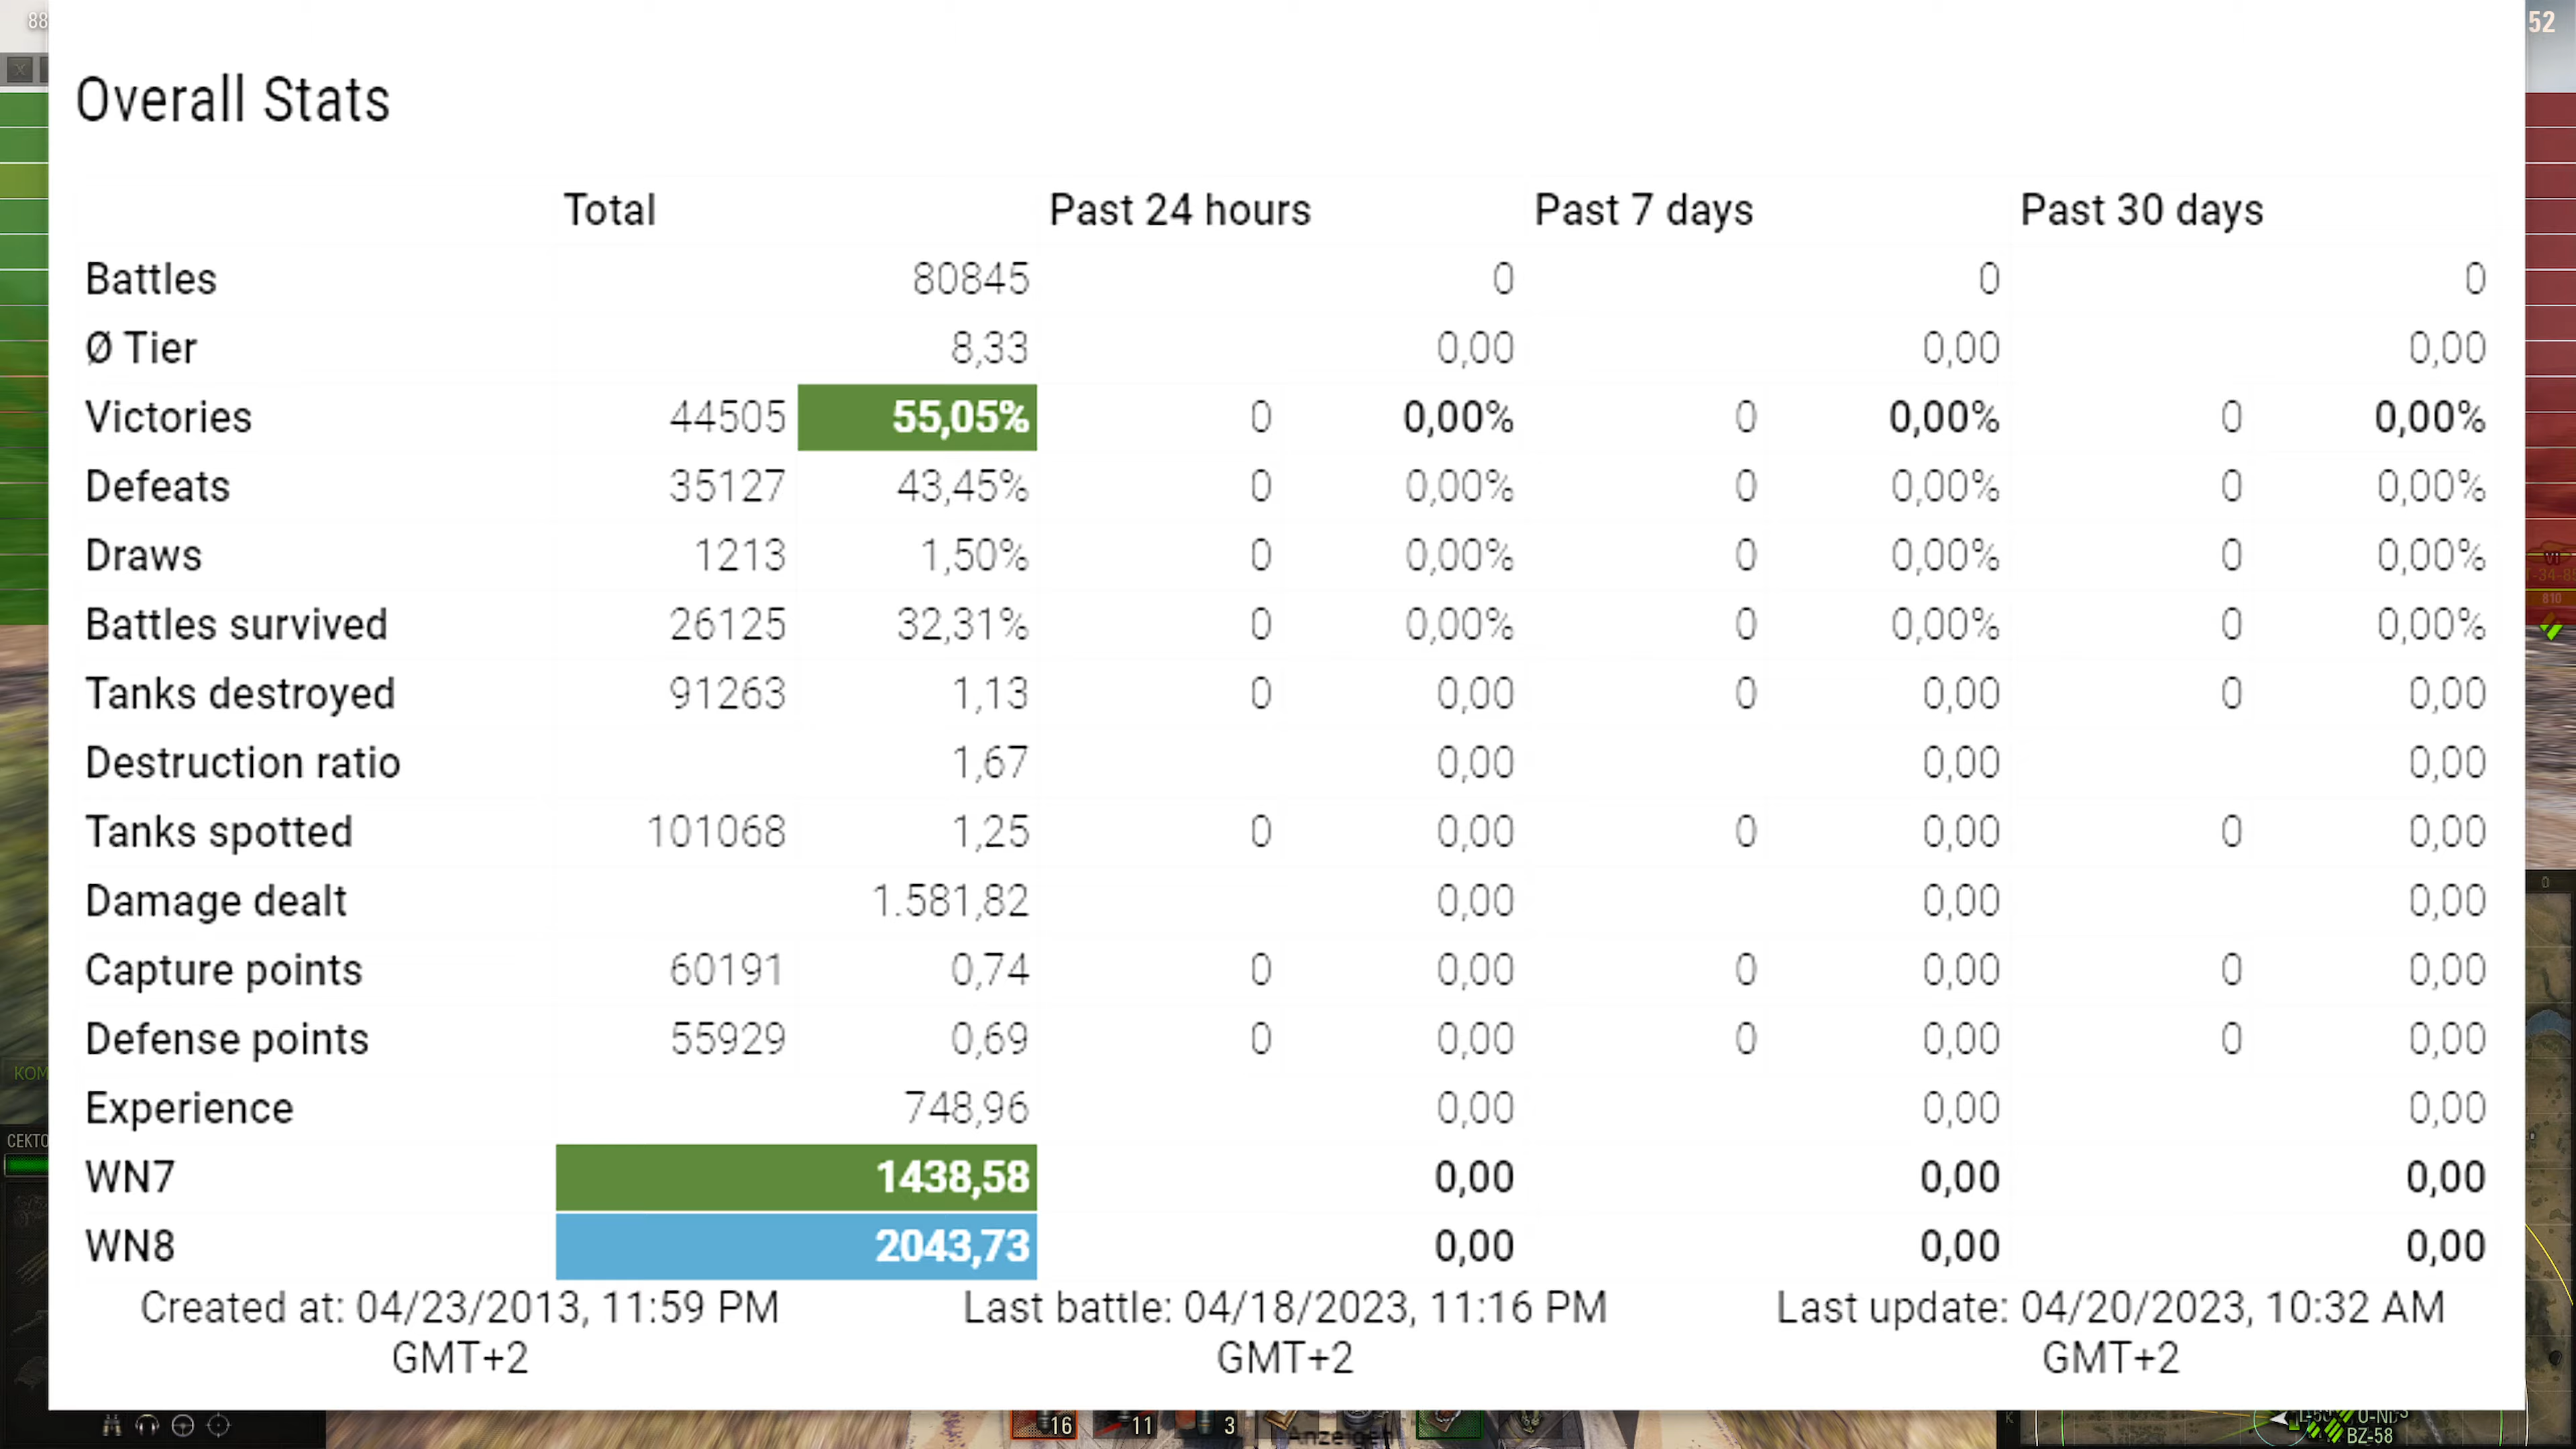 88
52
X
Overall Stats
Total Past 24 hours Past 7 days Past 30 days
Battles 80845 0 0 0
Ø Tier 8,33 0,00 0,00 0,00
Victories 44505 55,05% 0 0,00% 0 0,00% 0 0,00%
Defeats 35127 43,45% 0 0,00% 0 0,00% 0 0,00%
Draws 1213 1,50% 0 0,00% 0 0,00% 0 0,00%
VI
T-34-85
810
Battles survived 26125 32,31% 0 0,00% 0 0,00% 0 0,00%
Tanks destroyed 91263 1,13 0 0,00 0 0,00 0 0,00
Destruction ratio 1,67 0,00 0,00 0,00
Tanks spotted 101068 1,25 0 0,00 0 0,00 0 0,00
Damage dealt 1.581,82 0,00 0,00 0,00
0
Capture points 60191 0,74 0 0,00 0 0,00 0 0,00
Defense points 55929 0,69 0 0,00 0 0,00 0 0,00
КОМ
Experience 748,96 0,00 0,00 0,00
СЕКТО
WN7 1438,58 0,00 0,00 0,00
WN8 2043,73 0,00 0,00 0,00
Created at: 04/23/2013, 11:59 PM Last battle: 04/18/2023, 11:16 PM Last update: 04/20/2023, 10:32 AM
GMT+2 GMT+2 GMT+2
16 11 3 K
Anzeigen BZ-58